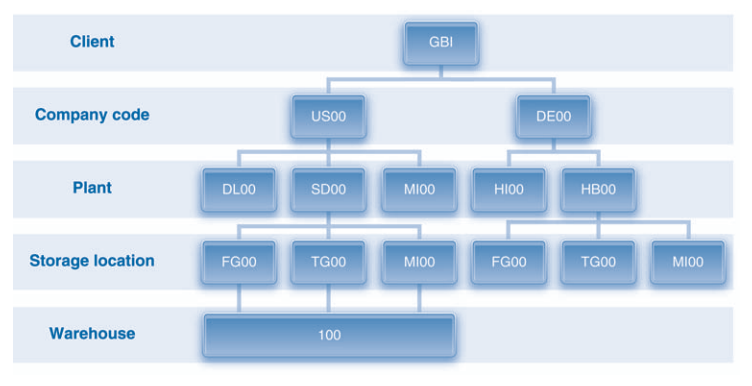 Client
GBI
Company code
US00
DE00
Plant
DL00
SD00
MI00
HI00
HB00
Storage location
FG00
TG00
MI00
FG00
TG00
MI00
Warehouse
100